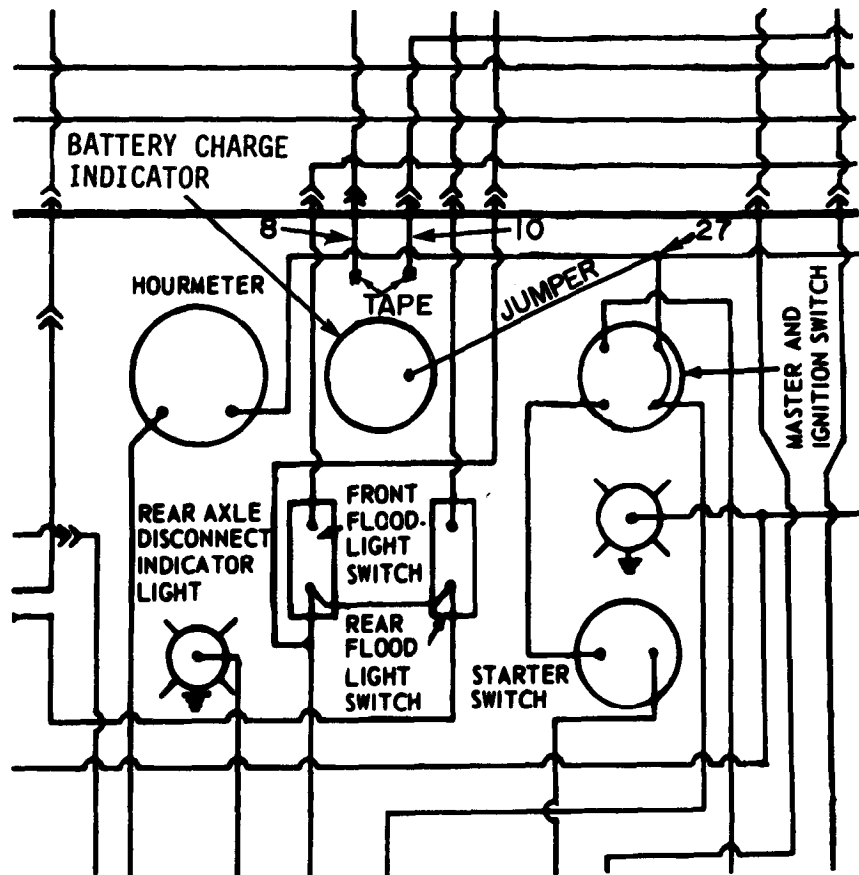 BATTERY CHARGE
INDICATOR
8
10
27
HOURMETER
TAPE
JUMPER
MASTER AND
IGNITION SWITCH
FRONT
FLOOD-
LIGHT
SWITCH
REAR AXLE
DISCONNECT
INDICATOR
LIGHT
REAR
FLOOD
LIGHT
SWITCH
STARTER
SWITCH